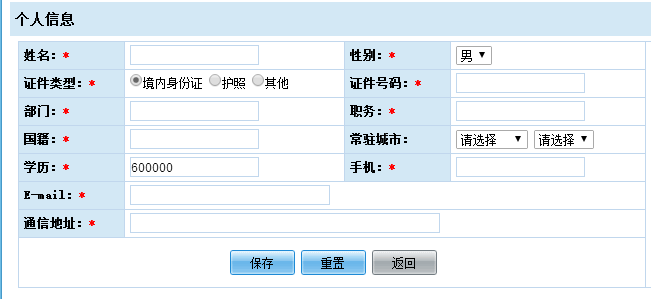 个人信息
姓名：* 性别：* 男
证件类型：* 境内身份证 护照 其他 证件号码：*
部门：* 职务：*
国籍：* 常驻城市： 请选择 请选择
学历：* 600000 手机：*
E-mail：*
通信地址：*
保存 重置 返回